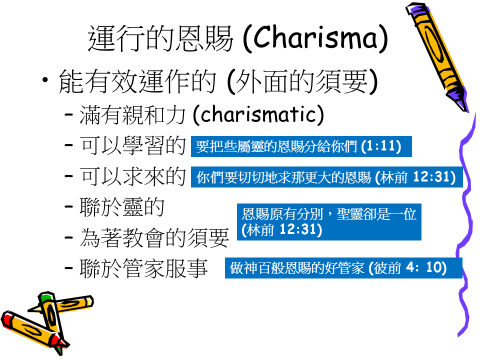 運行的恩賜 (Charisma)
• 能有效運作的 (外面的須要)
– 滿有親和力 (charismatic)
– 可以學習的 要把些屬靈的恩賜分給你們 (1:11)
– 可以求來的 你們要切切地求那更大的恩賜 (林前 12:31)
– 聯於靈的
恩賜原有分別，聖靈卻是一位
(林前 12:31)
– 為著教會的須要
– 聯於管家服事 做神百般恩賜的好管家 (彼前 4: 10)